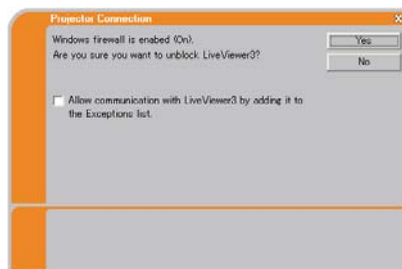 Projector Connection
X
Windows firewall is enabed (On).
Yes
Are you sure you want to unblock LiveViewer3?
No
Allow communication with LiveViewer3 by adding it to
the Exceptions list.